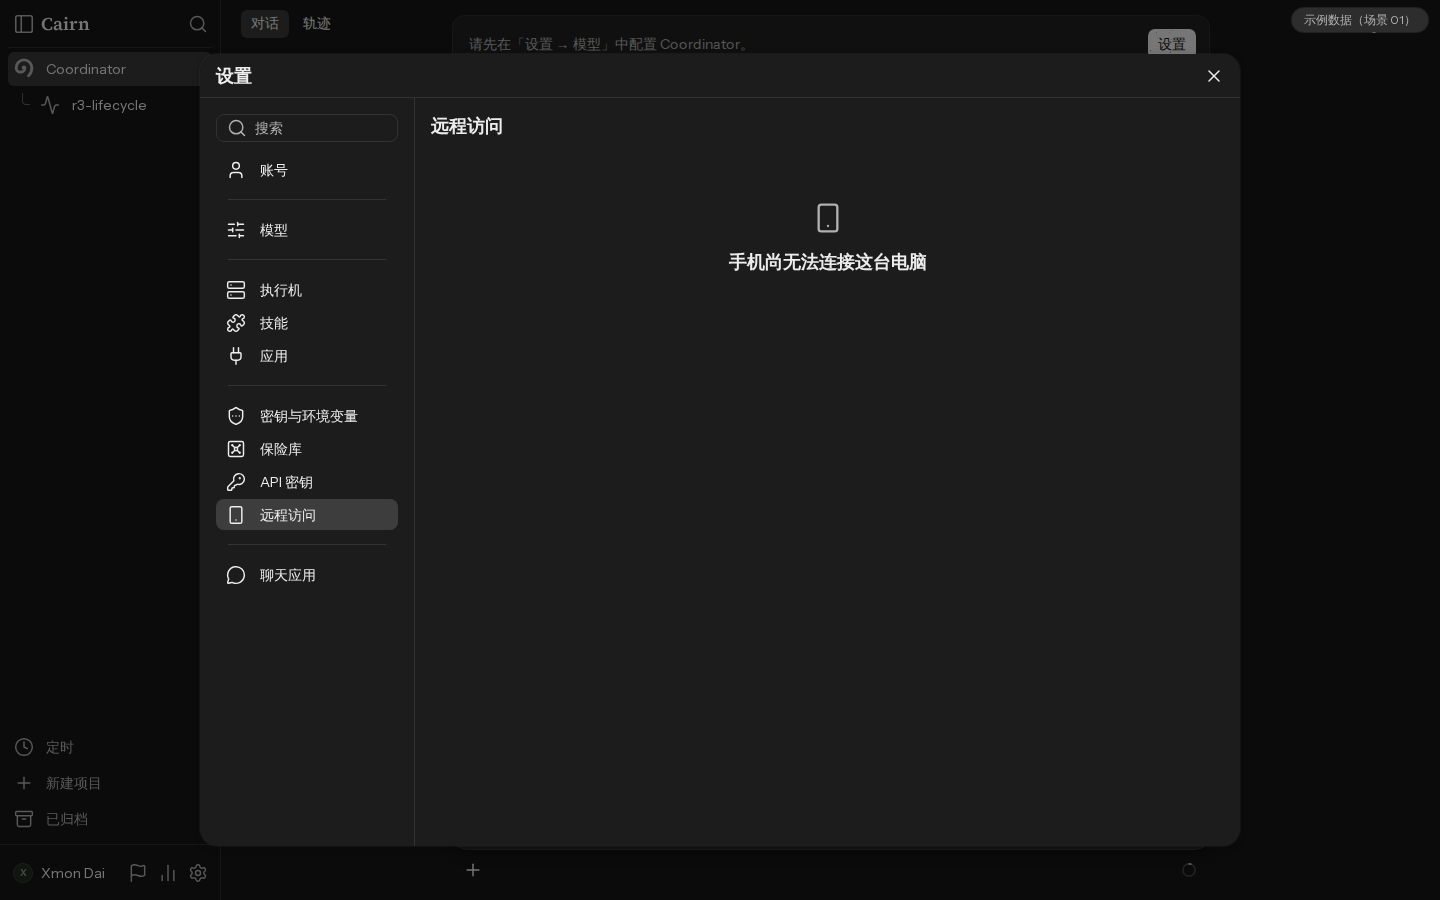 Cairn
对话
轨迹
示例数据（场景 01）
请先在「设置 → 模型」中配置 Coordinator。
设置
Coordinator
r3-lifecycle
设置
搜索
账号
模型
执行机
技能
应用
密钥与环境变量
保险库
API 密钥
远程访问
聊天应用
远程访问
手机尚无法连接这台电脑
定时
新建项目
已归档
X
Xmon Dai